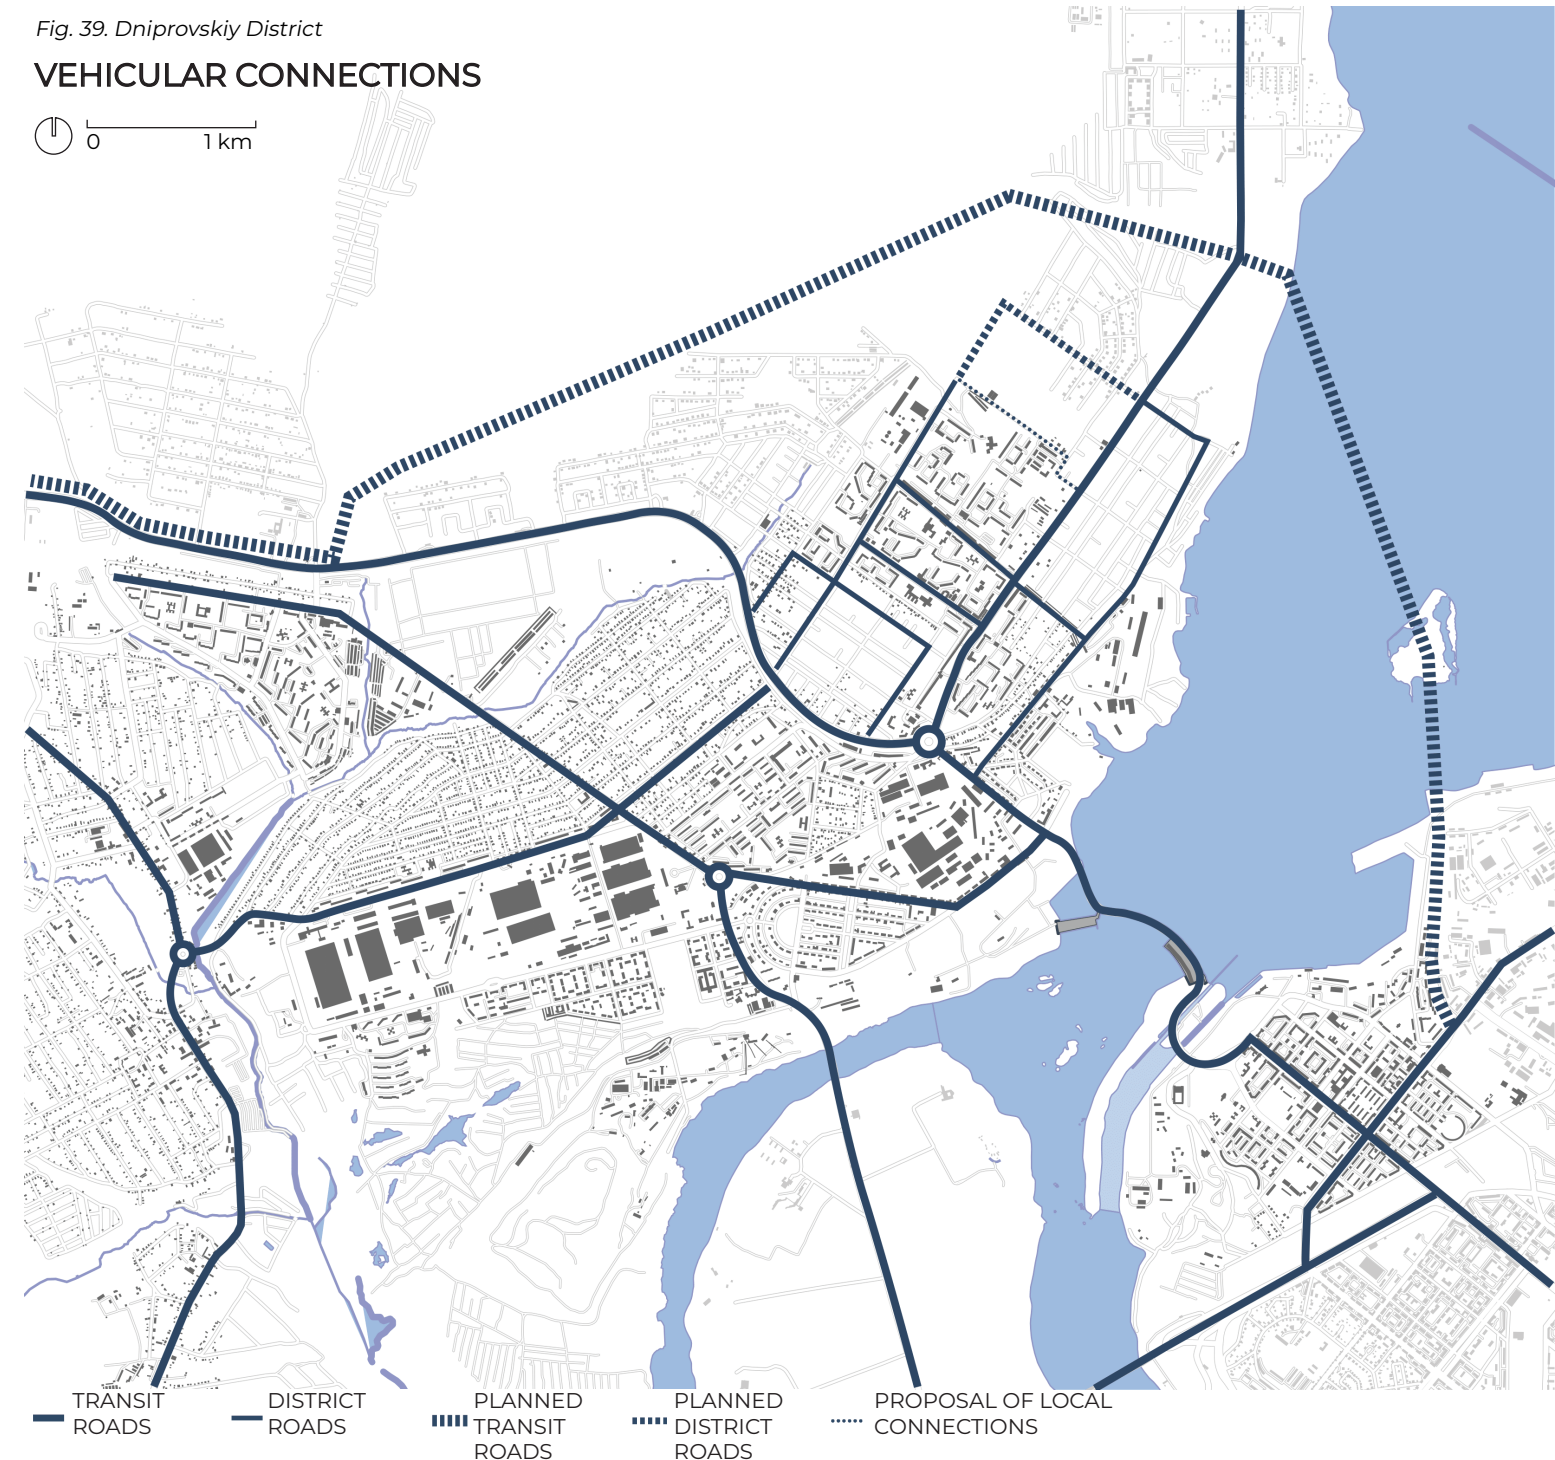 Fig. 39. Dniprovskiy District
VEHICULAR CONNECTIONS
0 1 km
TRANSIT
ROADS
DISTRICT
ROADS
PLANNED
TRANSIT
ROADS
PLANNED
DISTRICT
ROADS
PROPOSAL OF LOCAL
CONNECTIONS